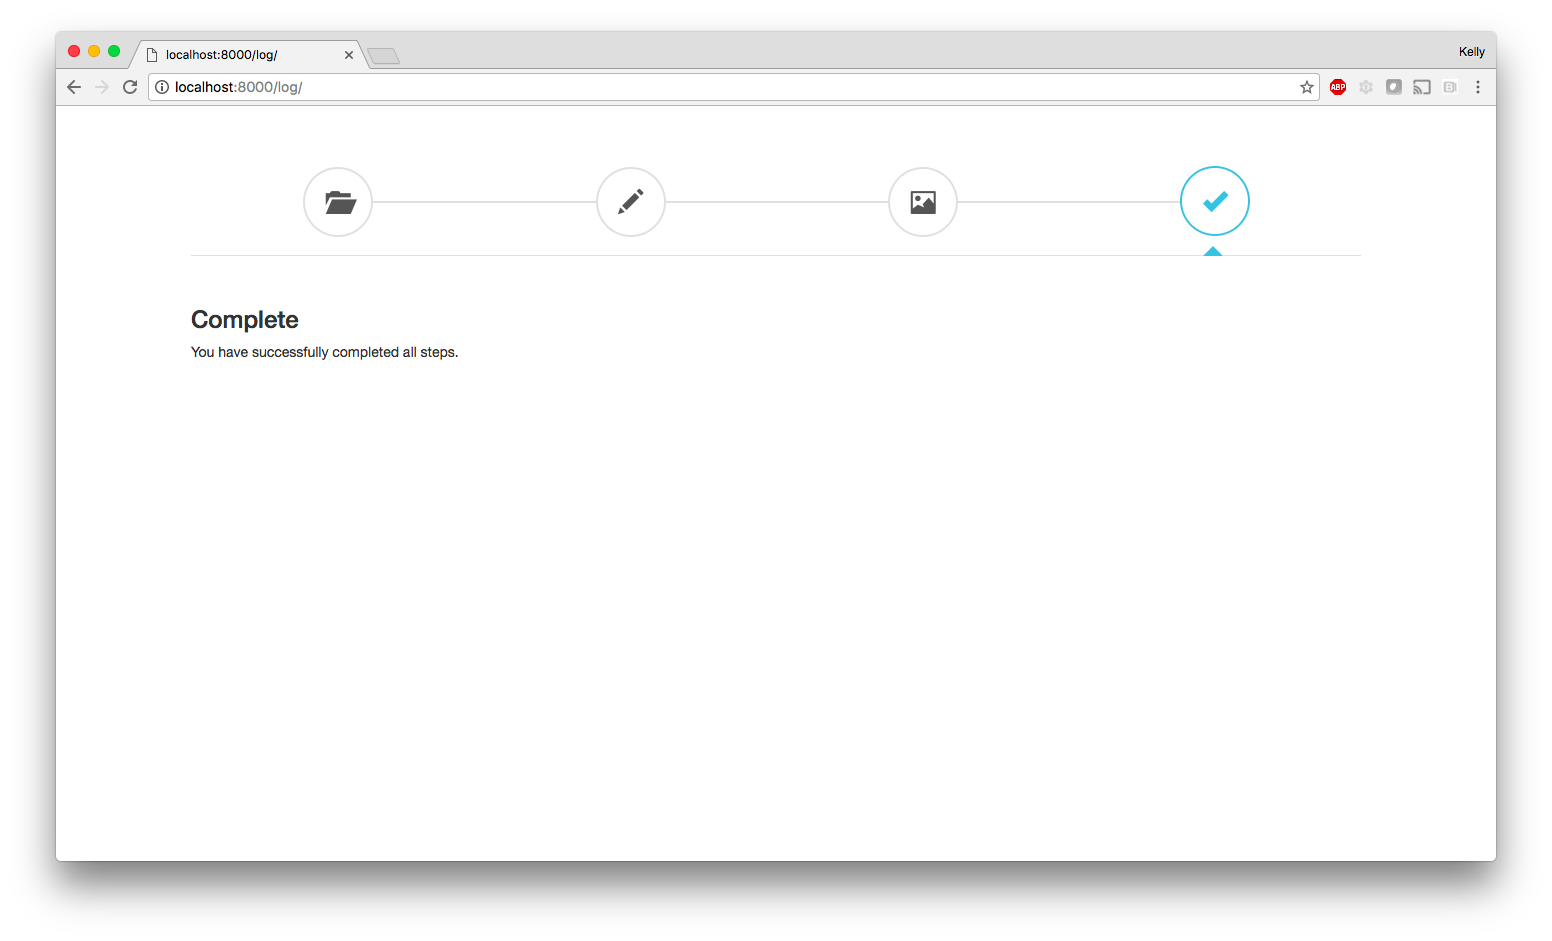 localhost:8000/log/
Kelly
localhost:8000/log/
ABP
Complete
You have successfully completed all steps.